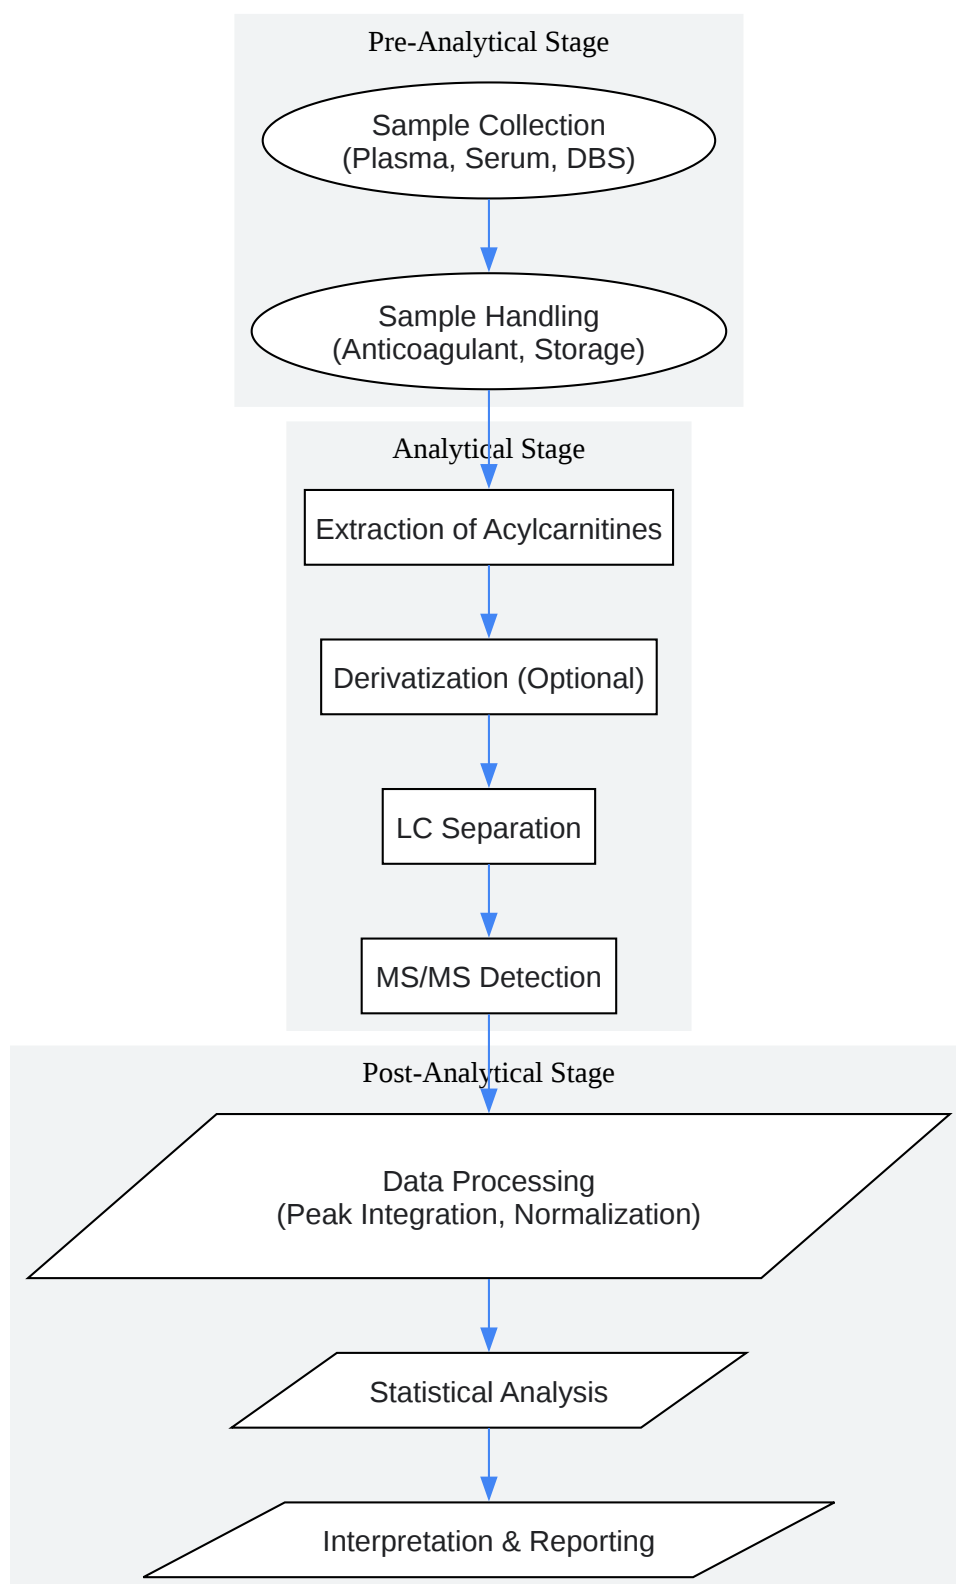 Pre-Analytical Stage
Sample Collection
(Plasma, Serum, DBS)
Sample Handling
(Anticoagulant, Storage)
Analytical Stage
Extraction of Acylcarnitines
Derivatization (Optional)
LC Separation
MS/MS Detection
Post-Analytical Stage
Data Processing
(Peak Integration, Normalization)
Statistical Analysis
Interpretation & Reporting